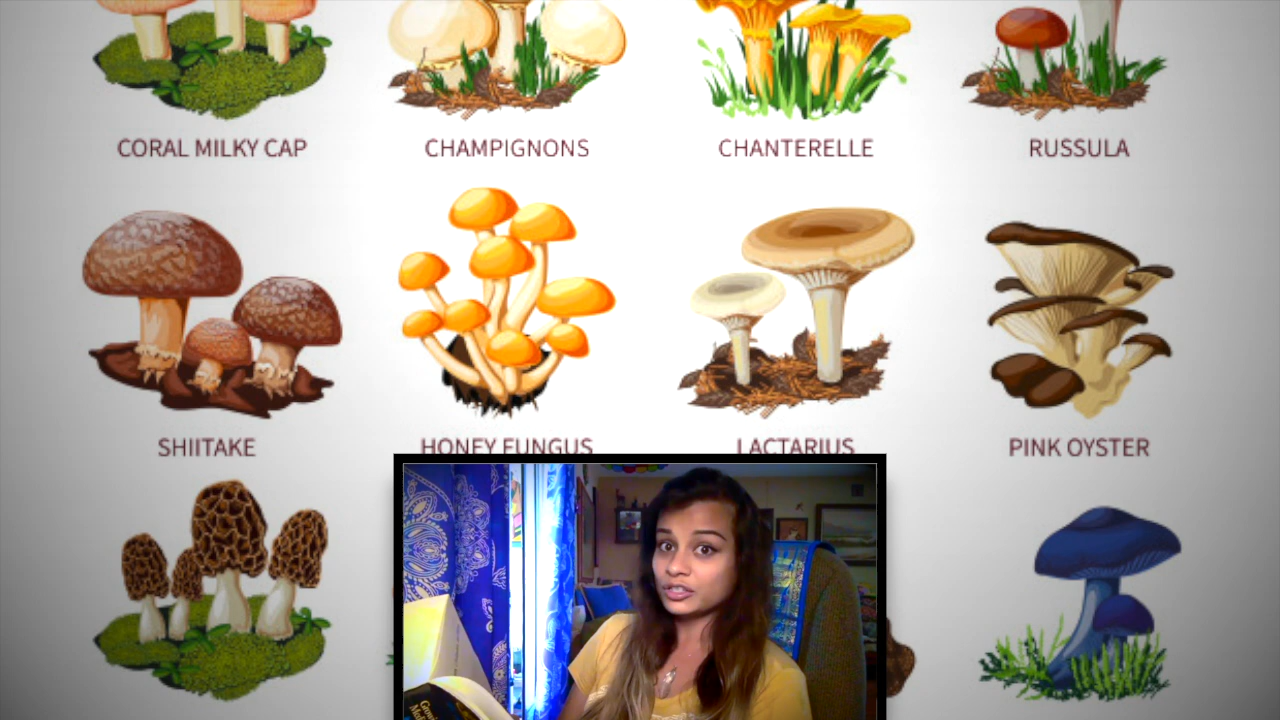 CORAL MILKY CAP
CHAMPIGNONS
CHANTERELLE
RUSSULA
SHIITAKE
HONEY FUNGUS
LACTARIUS
PINK OYSTER